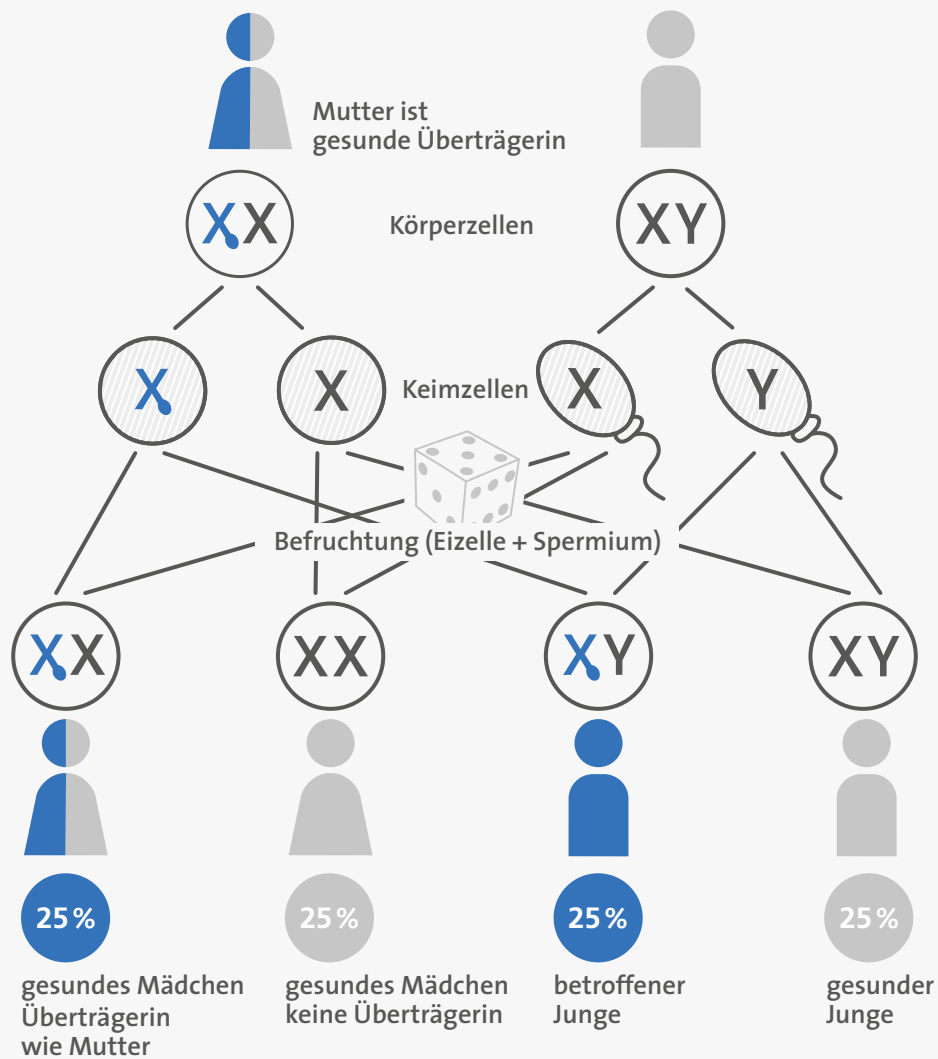 Mutter ist
gesunde Überträgerin
XX
Körperzellen
XY
X
X
Keimzellen
X
Y
Befruchtung (Eizelle + Spermium)
XX
XX
XY
XY
25 %
25 %
25 %
25 %
gesundes Mädchen
Überträgerin
wie Mutter
gesundes Mädchen
keine Überträgerin
betroffener
Junge
gesunder
Junge